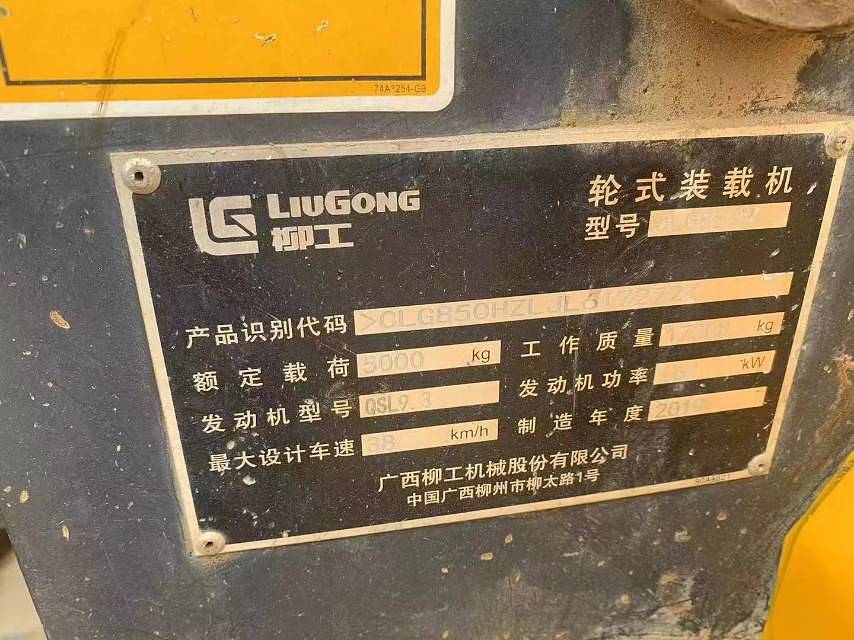 74A3254-GB
LIUGONG
柳工
轮式装载机
型号
产品识别代码
额定载荷 5000 kg 工作质量 kg
发动机型号 QSL9.3 发动机功率 kW
最大设计车速 38 km/h 制造年度
广西柳工机械股份有限公司
中国广西柳州市柳太路1号